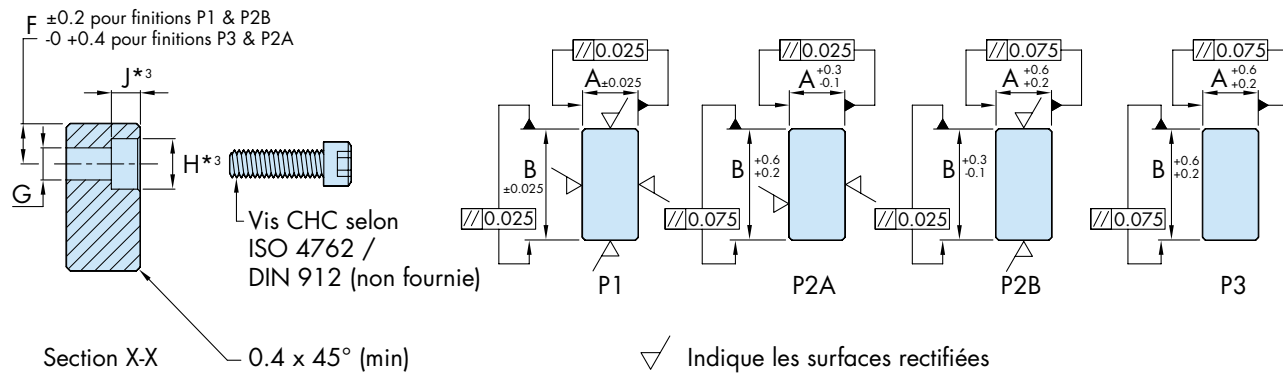 F ±0.2 pour finitions P1 & P2B
-0 +0.4 pour finitions P3 & P2A
J*3
H*3
G
Vis CHC selon
ISO 4762 /
DIN 912 (non fournie)
Section X-X
0.4 x 45° (min)
// 0.025
A ±0.025
B ±0.025
// 0.025
P1
// 0.025
A +0.3 -0.1
B +0.6 +0.2
// 0.075
P2A
// 0.075
A +0.6 +0.2
B +0.3 -0.1
// 0.025
P2B
// 0.075
A +0.6 +0.2
B +0.6 +0.2
// 0.075
P3
Indique les surfaces rectifiées